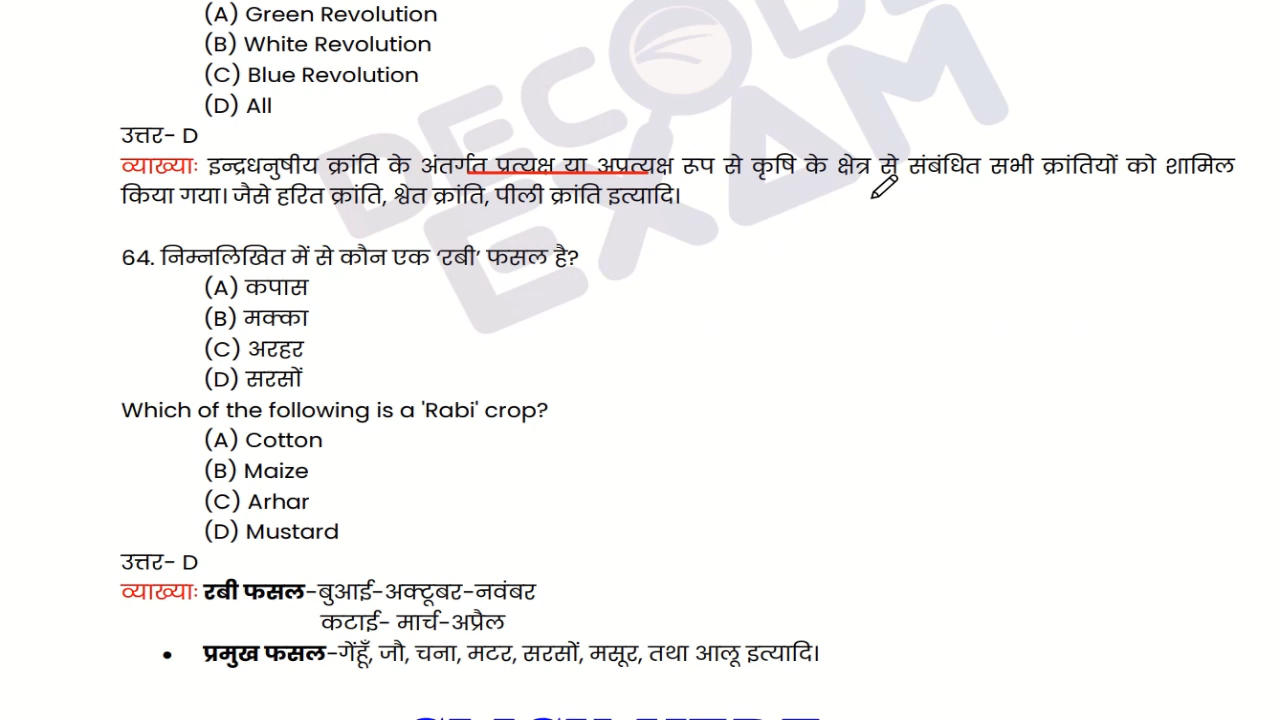 (A) Green Revolution
(B) White Revolution
(C) Blue Revolution
(D) All
उत्तर- D
व्याख्याः इन्द्रधनुषीय क्रांति के अंतर्गत प्रत्यक्ष या अप्रत्यक्ष रूप से कृषि के क्षेत्र से संबंधित सभी क्रांतियों को शामिल
किया गया। जैसे हरित क्रांति, श्वेत क्रांति, पीली क्रांति इत्यादि।
64. निम्नलिखित में से कौन एक ‘रबी’ फसल है?
(A) कपास
(B) मक्का
(C) अरहर
(D) सरसों
Which of the following is a 'Rabi' crop?
(A) Cotton
(B) Maize
(C) Arhar
(D) Mustard
उत्तर- D
व्याख्याः रबी फसल-बुआई-अक्टूबर-नवंबर
कटाई- मार्च-अप्रैल
• प्रमुख फसल-गेंहूँ, जौ, चना, मटर, सरसों, मसूर, तथा आलू इत्यादि।
DECODE
EXAM